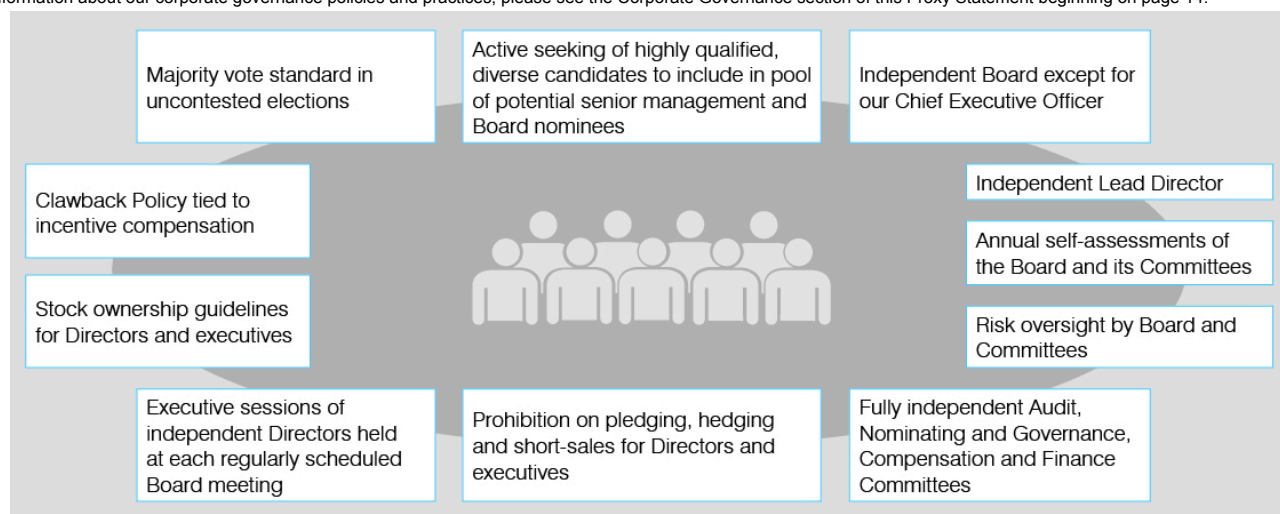 formation about our corporate governance policies and practices, please see the Corporate Governance section of this Proxy Statement beginning on page
Majority vote standard in
uncontested elections
Active seeking of highly qualified,
diverse candidates to include in pool
of potential senior management and
Board nominees
Independent Board except for
our Chief Executive Officer
Clawback Policy tied to
incentive compensation
Independent Lead Director
Annual self-assessments of
the Board and its Committees
Stock ownership guidelines
for Directors and executives
Risk oversight by Board and
Committees
Executive sessions of
independent Directors held
at each regularly scheduled
Board meeting
Prohibition on pledging, hedging
and short-sales for Directors and
executives
Fully independent Audit,
Nominating and Governance,
Compensation and Finance
Committees